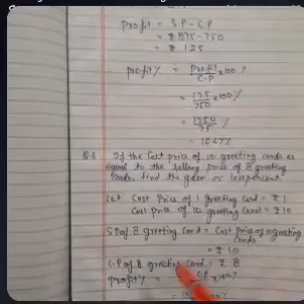 Profit = S.P - C.P
= ₹ 875 - 750
= ₹ 125
Profit % = Profit/C.P × 100 %
= 125/750 × 100 %
= 1250/75 %
= 16.67 %
Q.2 If the cost price of 10 greeting cards is
equal to the selling price of 8 greeting
cards, find the gain or loss percent.
Let Cost Price of 1 greeting card = ₹ 1
Cost Price of 10 greeting card = ₹ 10
S.P of 8 greeting card = Cost Price of 10 greeting
cards
= ₹ 10
C.P of 8 greeting card = ₹ 8
Profit % =